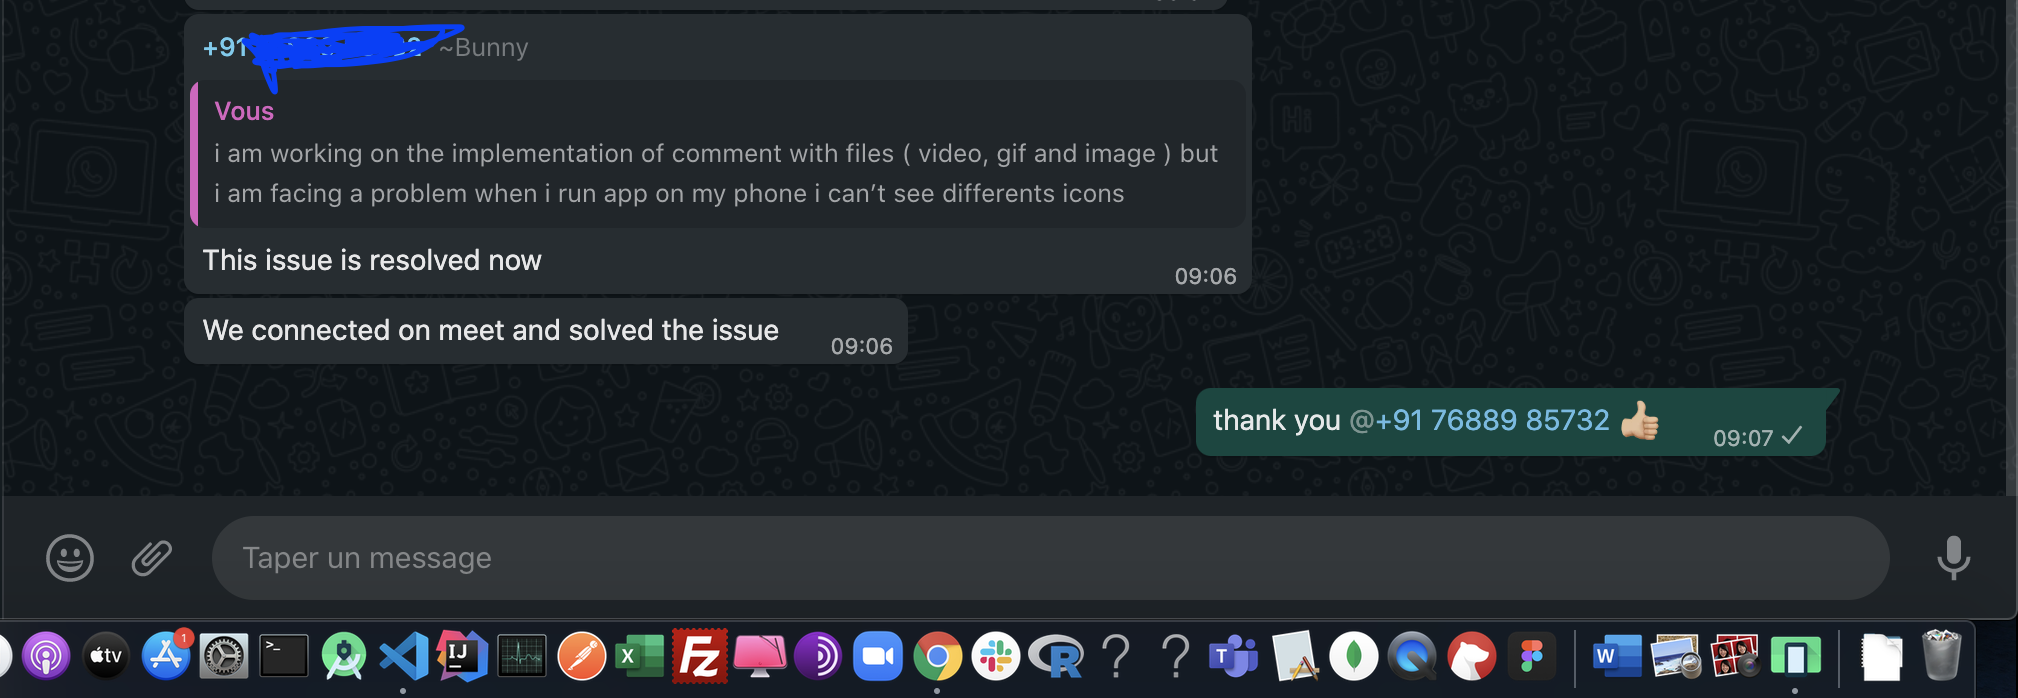 +91 ~Bunny
Vous
i am working on the implementation of comment with files ( video, gif and image ) but
i am facing a problem when i run app on my phone i can’t see differents icons
This issue is resolved now
09:06
We connected on meet and solved the issue
09:06
thank you @+91 76889 85732 👍🏼
09:07
Taper un message
tv
1
>_
IJ
X
Fz
R
?
?
T
W